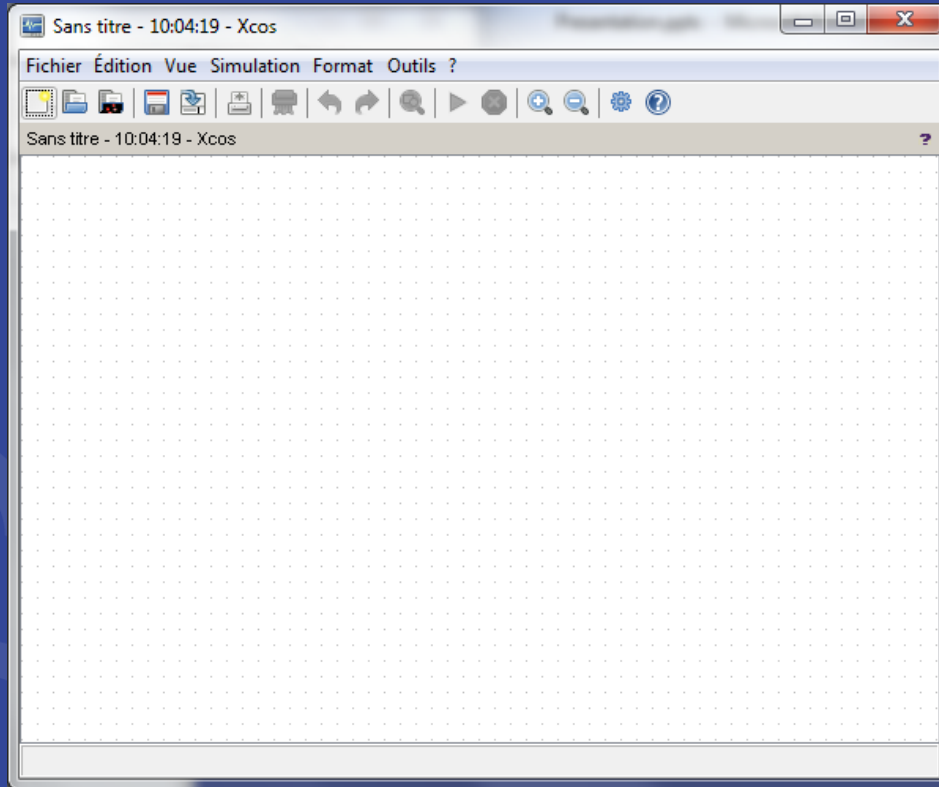 Sans titre - 10:04:19 - Xcos
Fichier Édition Vue Simulation Format Outils ?
Sans titre - 10:04:19 - Xcos ?